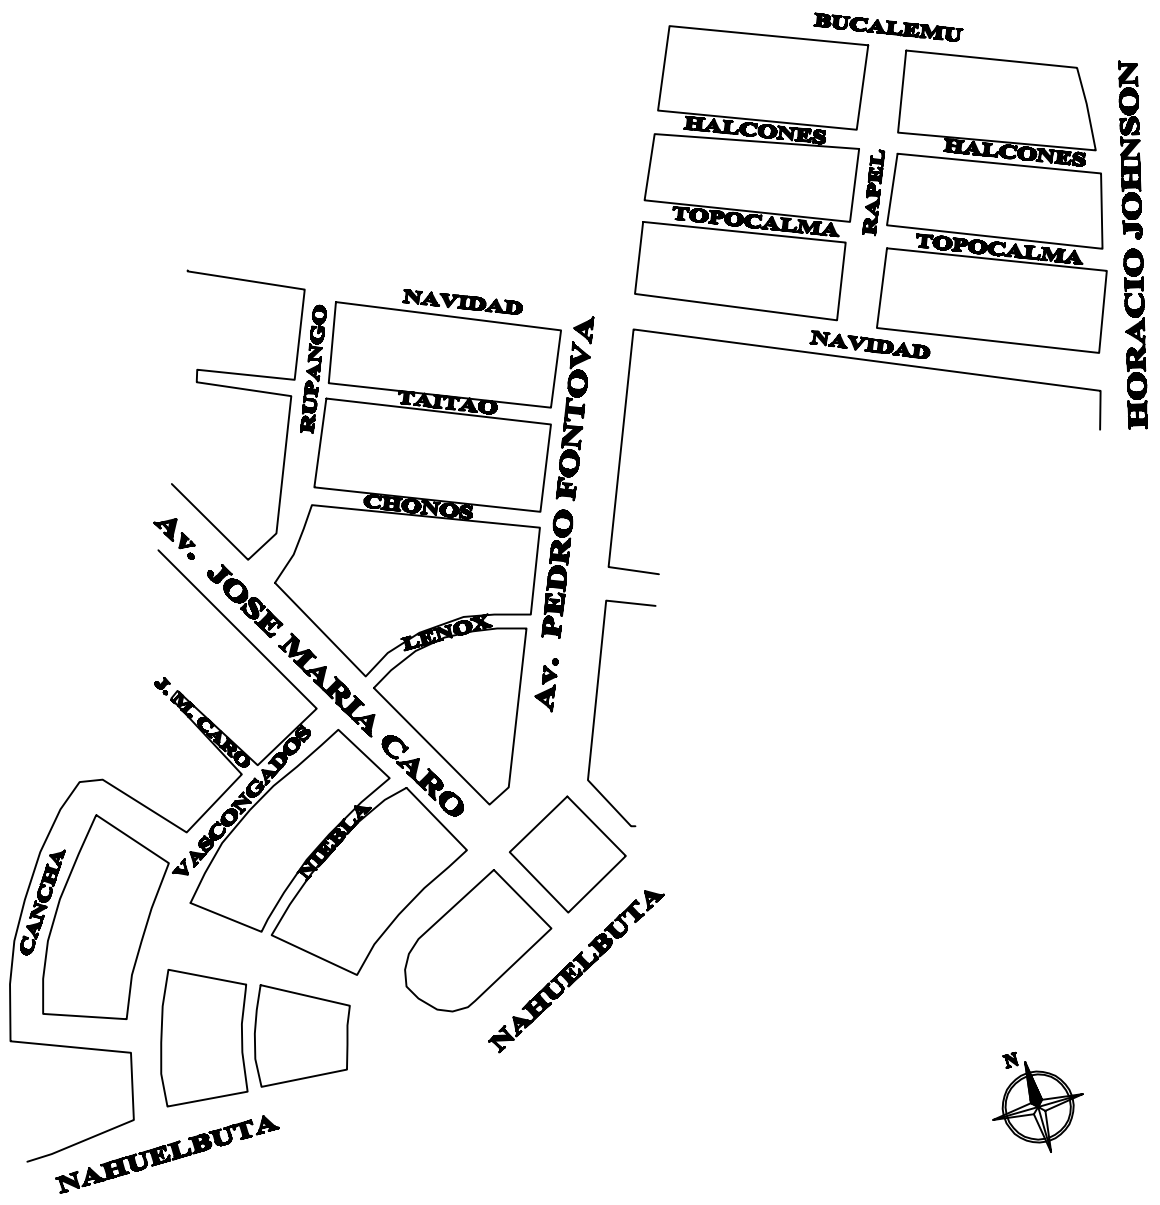 BUCALEMU
HORACIO JOHNSON
HALCONES
HALCONES
RAPEL
TOPOCALMA
TOPOCALMA
NAVIDAD
NAVIDAD
RUPANGO
Av. PEDRO FONTOVA
TAITAO
CHONOS
Av. JOSE MARIA CARO
LENOX
J. M. CARO
VASCONGADOS
NIEBLA
CANCHA
NAHUELBUTA
NAHUELBUTA
N